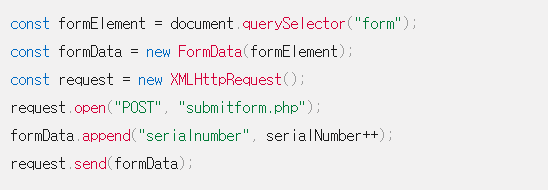 const formElement = document.querySelector("form");
const formData = new FormData(formElement);
const request = new XMLHttpRequest();
request.open("POST", "submitform.php");
formData.append("serialnumber", serialNumber++);
request.send(formData);